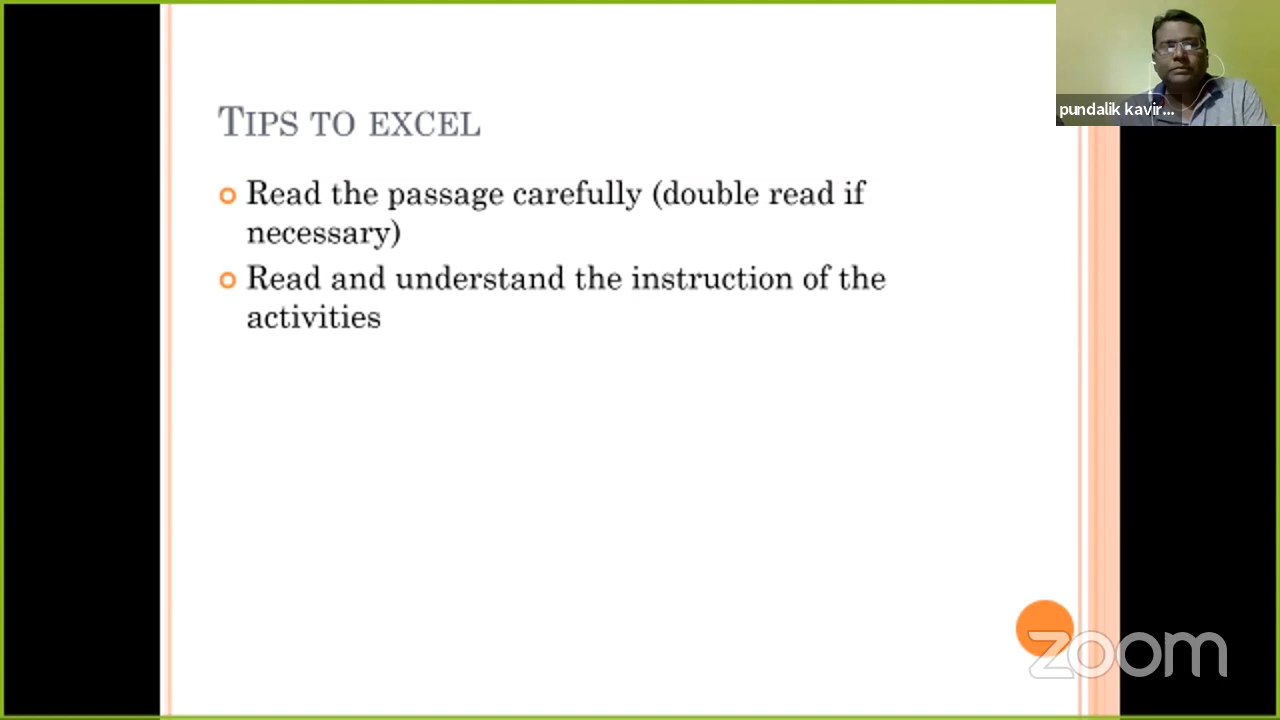 TIPS TO EXCEL
Read the passage carefully (double read if
necessary)
Read and understand the instruction of the
activities
pundalik kavir...
zoom